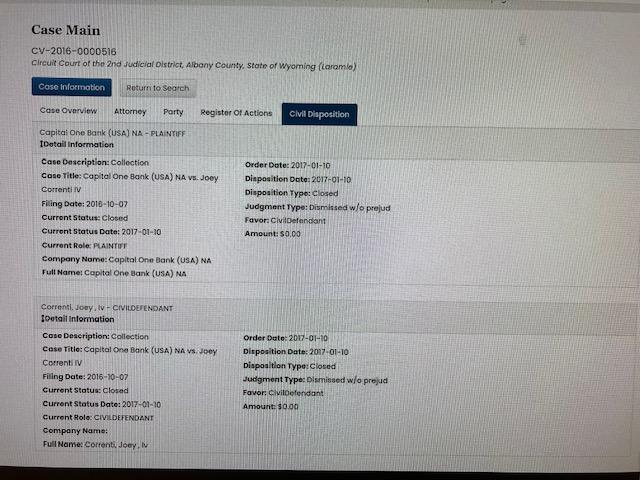 Case Main
CV-2016-0000516
Circuit Court of the 2nd Judicial District, Albany County, State of Wyoming (Laramie)
Case Information
Return to Search
Case Overview
Attorney
Party
Register Of Actions
Civil Disposition
Capital One Bank (USA) NA - PLAINTIFF
Detail Information
Case Description: Collection
Case Title: Capital One Bank (USA) NA vs. Joey
Correnti IV
Filing Date: 2016-10-07
Current Status: Closed
Current Status Date: 2017-01-10
Current Role: PLAINTIFF
Company Name: Capital One Bank (USA) NA
Full Name: Capital One Bank (USA) NA
Order Date: 2017-01-10
Disposition Date: 2017-01-10
Disposition Type: Closed
Judgment Type: Dismissed w/o prejud
Favor: CivilDefendant
Amount: $0.00
Correnti, Joey , Iv - CIVILDEFENDANT
Detail Information
Case Description: Collection
Case Title: Capital One Bank (USA) NA vs. Joey
Correnti IV
Filing Date: 2016-10-07
Current Status: Closed
Current Status Date: 2017-01-10
Current Role: CIVILDEFENDANT
Company Name:
Full Name: Correnti, Joey , Iv
Order Date: 2017-01-10
Disposition Date: 2017-01-10
Disposition Type: Closed
Judgment Type: Dismissed w/o prejud
Favor: CivilDefendant
Amount: $0.00